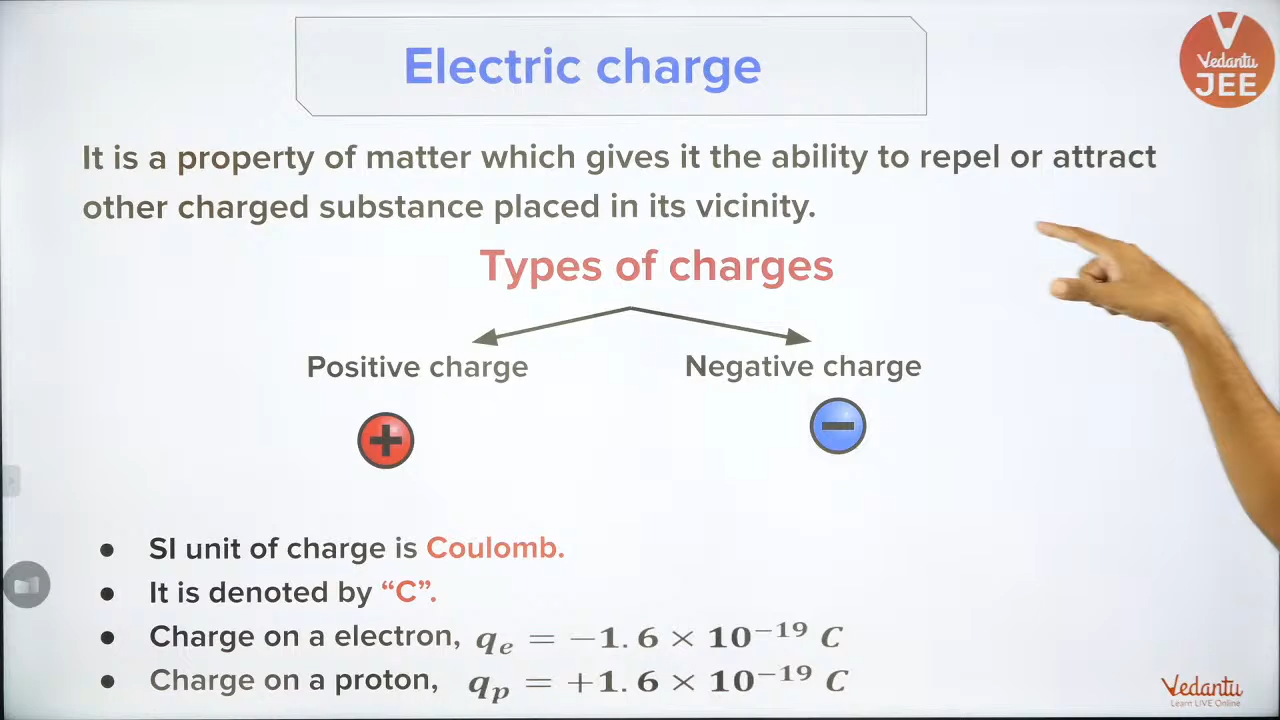 Electric charge
Vedantu
JEE
It is a property of matter which gives it the ability to repel or attract
other charged substance placed in its vicinity.
Types of charges
Positive charge
Negative charge
+
−
● SI unit of charge is Coulomb.
● It is denoted by “C”.
● Charge on a electron, qₑ = −1.6 × 10⁻¹⁹ C
● Charge on a proton, qₚ = +1.6 × 10⁻¹⁹ C
Vedantu
Learn LIVE Online